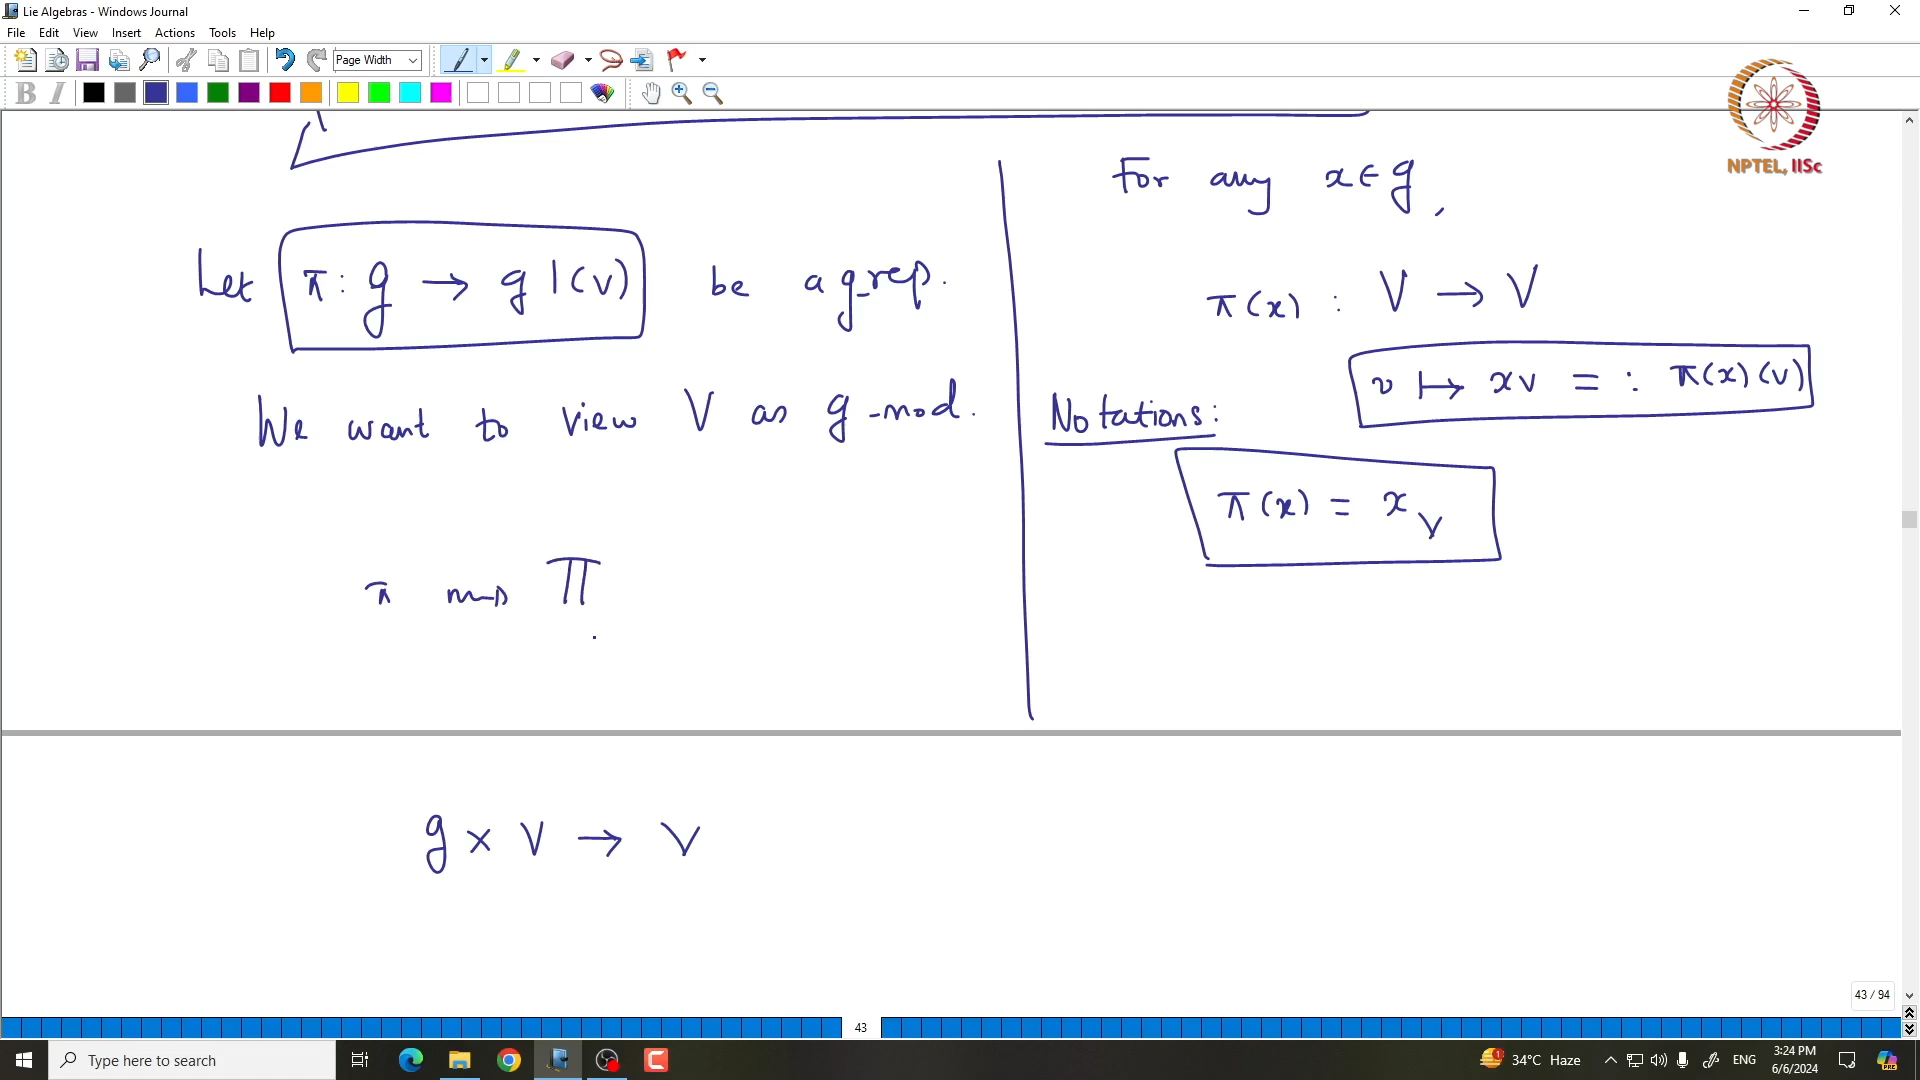 Lie Algebras - Windows Journal
File Edit View Insert Actions Tools Help
Page Width
B I
NPTEL, IISc
Let π : g → gl(V) be a g-rep.
We want to view V as g-mod.
π ⇝ Π
For any x ∈ g,
π(x) : V → V
v ↦ xv =: π(x)(v)
Notations:
π(x) = x_V
g × V → V
43 / 94
43
Type here to search
34°C Haze
ENG
3:24 PM
6/6/2024